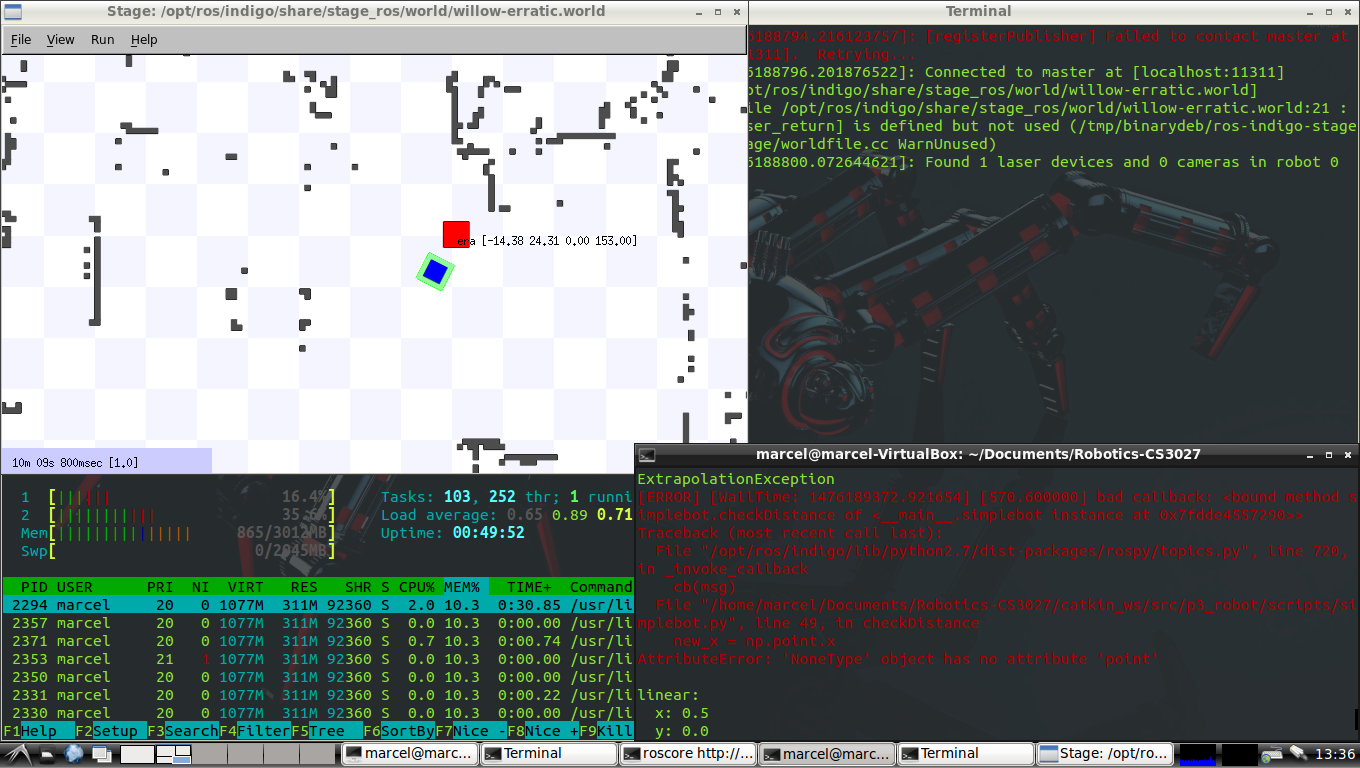 Stage: /opt/ros/indigo/share/stage_ros/world/willow-erratic.world
File View Run Help
era [-14.38 24.31 0.00 153.00]
10m 09s 800msec [1.0]
Terminal
6188794.216123757]: [registerPublisher] Failed to contact master at
11311]. Retrying...
6188796.201876522]: Connected to master at [localhost:11311]
pt/ros/indigo/share/stage_ros/world/willow-erratic.world]
ile /opt/ros/indigo/share/stage_ros/world/willow-erratic.world:21 :
ser_return] is defined but not used (/tmp/binarydeb/ros-indigo-stage
age/worldfile.cc WarnUnused)
6188800.072644621]: Found 1 laser devices and 0 cameras in robot 0
1 [ 16.4%]
2 [ 35. %]
Mem[ 865/3012MB]
Swp[ 0/2045MB]
Tasks: 103, 252 thr; 1 runni
Load average: 0.65 0.89 0.71
Uptime: 00:49:52
PID USER PRI NI VIRT RES SHR S CPU% MEM% TIME+ Command
2294 marcel 20 0 1077M 311M 92360 S 2.0 10.3 0:30.85 /usr/li
2357 marcel 20 0 1077M 311M 92360 S 0.0 10.3 0:00.00 /usr/li
2371 marcel 20 0 1077M 311M 92360 S 0.7 10.3 0:00.74 /usr/li
2353 marcel 21 1 1077M 311M 92360 S 0.0 10.3 0:00.00 /usr/li
2350 marcel 20 0 1077M 311M 92360 S 0.0 10.3 0:00.00 /usr/li
2331 marcel 20 0 1077M 311M 92360 S 0.0 10.3 0:00.22 /usr/li
2330 marcel 20 0 1077M 311M 92360 S 0.0 10.3 0:00.00 /usr/li
F1Help F2Setup F3SearchF4FilterF5Tree F6SortByF7Nice -F8Nice +F9Kill
marcel@marcel-VirtualBox: ~/Documents/Robotics-CS3027
ExtrapolationException
[ERROR] [WallTime: 1476189372.921654] [570.600000] bad callback: <bound method s
implebot.checkDistance of <__main__.simplebot instance at 0x7fdde4557290>>
Traceback (most recent call last):
File "/opt/ros/indigo/lib/python2.7/dist-packages/rospy/topics.py", line 720,
in _invoke_callback
cb(msg)
File "/home/marcel/Documents/Robotics-CS3027/catkin_ws/src/p3_robot/scripts/si
mplebot.py", line 49, in checkDistance
new_x = np.point.x
AttributeError: 'NoneType' object has no attribute 'point'
linear:
x: 0.5
y: 0.0
marcel@marc... Terminal roscore http://... marcel@marc... Terminal Stage: /opt/ro... 13:36